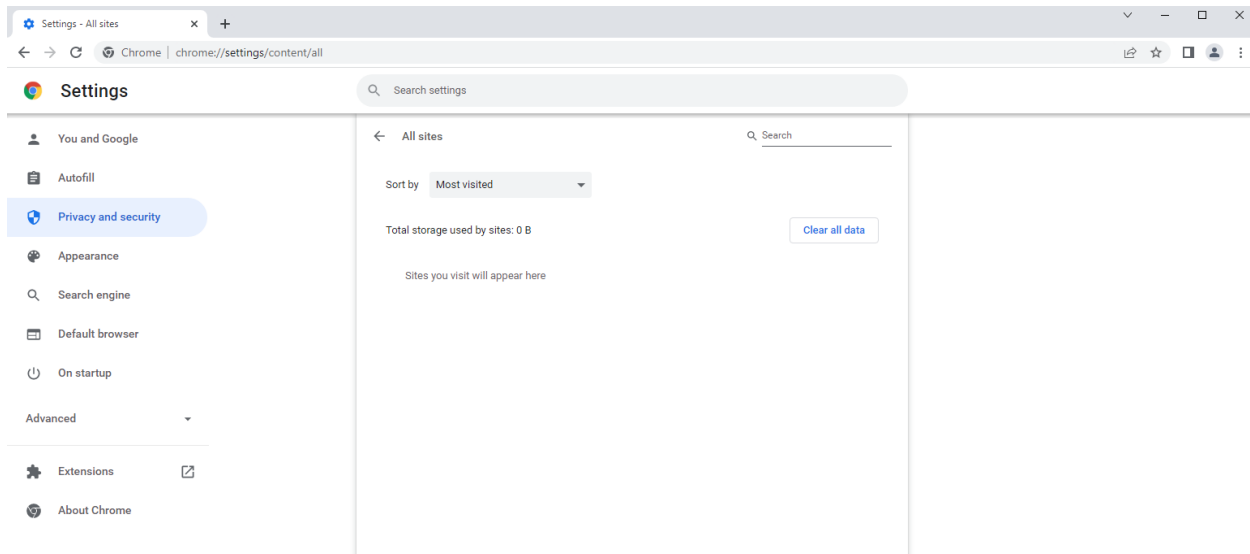 Settings - All sites
Chrome | chrome://settings/content/all
Settings
Search settings
You and Google
Autofill
Privacy and security
Appearance
Search engine
Default browser
On startup
Advanced
Extensions
About Chrome
All sites
Search
Sort by Most visited
Total storage used by sites: 0 B
Clear all data
Sites you visit will appear here